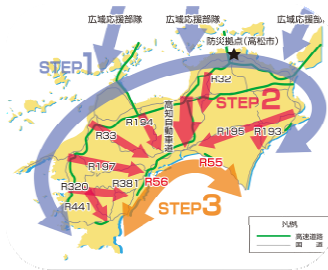 広域応援部隊
広域応援部隊
広域応援部
防災拠点(高松市)
STEP1
R32
STEP2
高知自動車道
R194
R33
R195
R193
R197
R55
R320
R381
R56
R441
STEP3
凡例
高速道路
国道